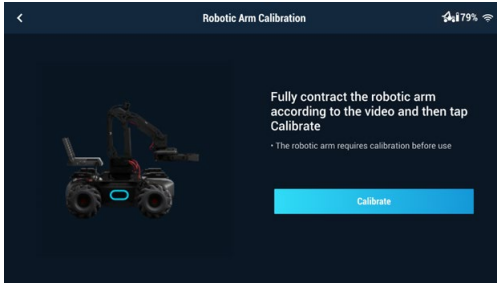 Robotic Arm Calibration
79%
Fully contract the robotic arm
according to the video and then tap
Calibrate
• The robotic arm requires calibration before use
Calibrate